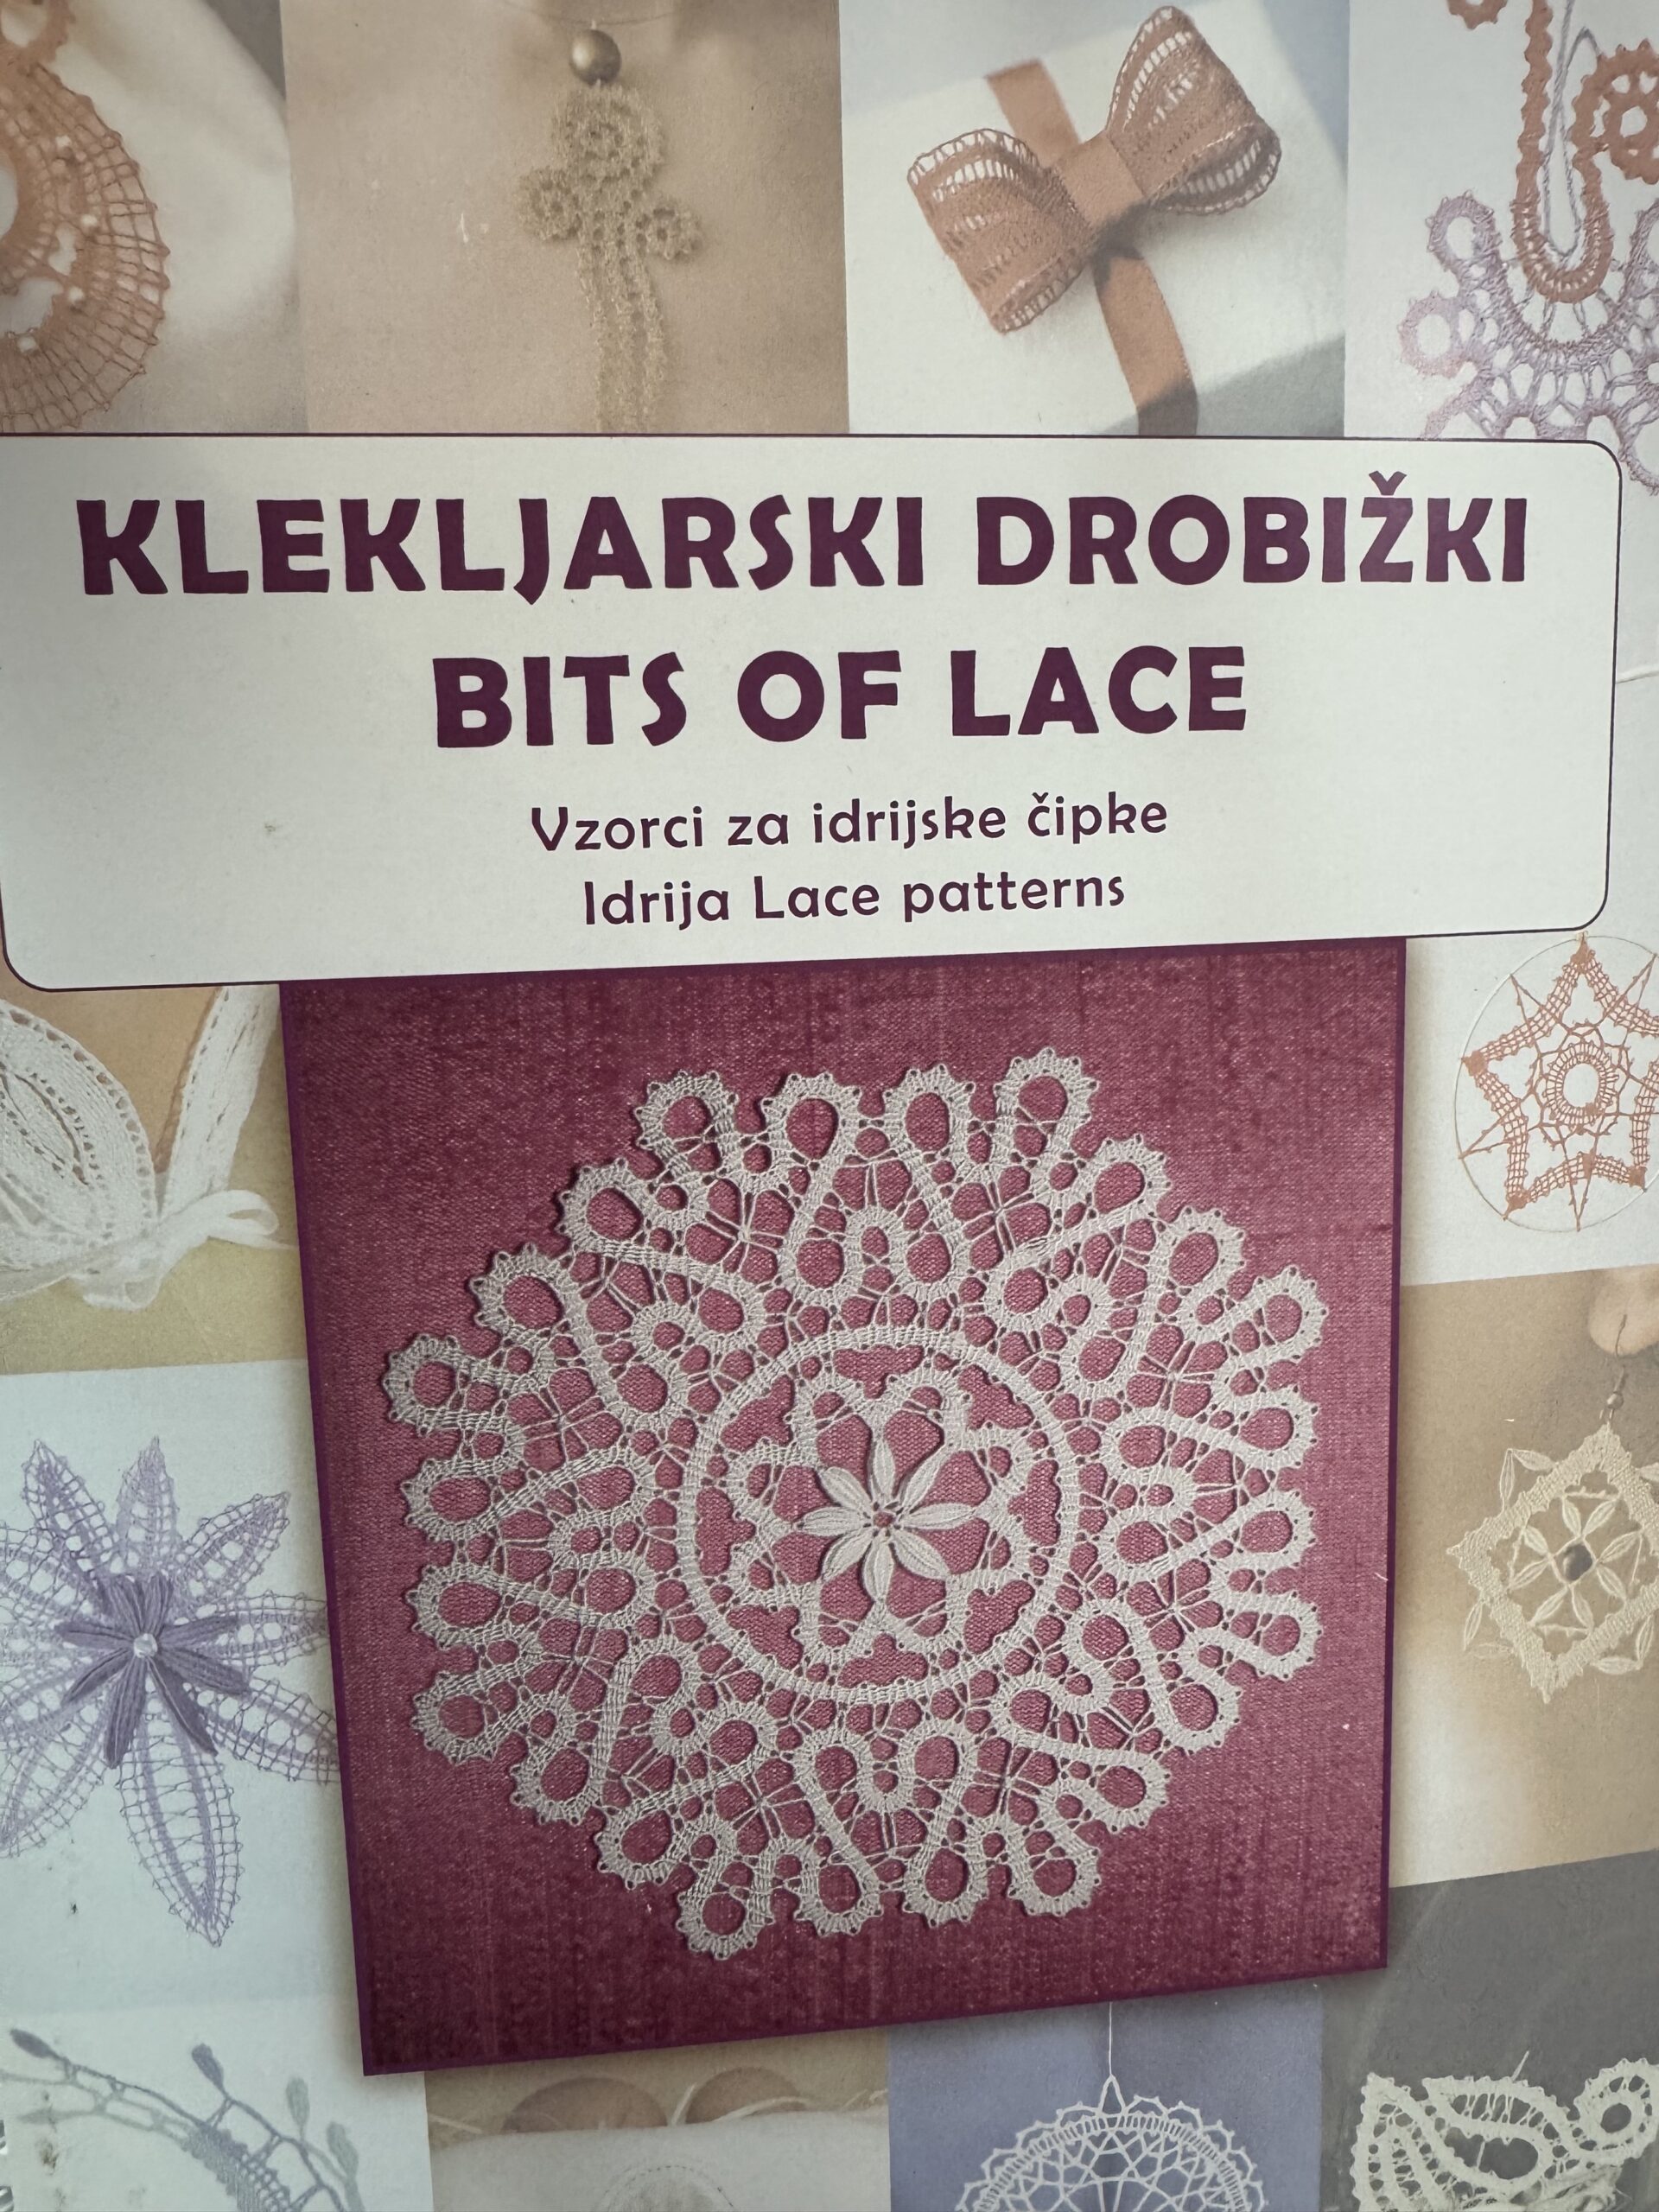 KLEKLJARSKI DROBIŽKI
BITS OF LACE
Vzorci za idrijske čipke
Idrija Lace patterns